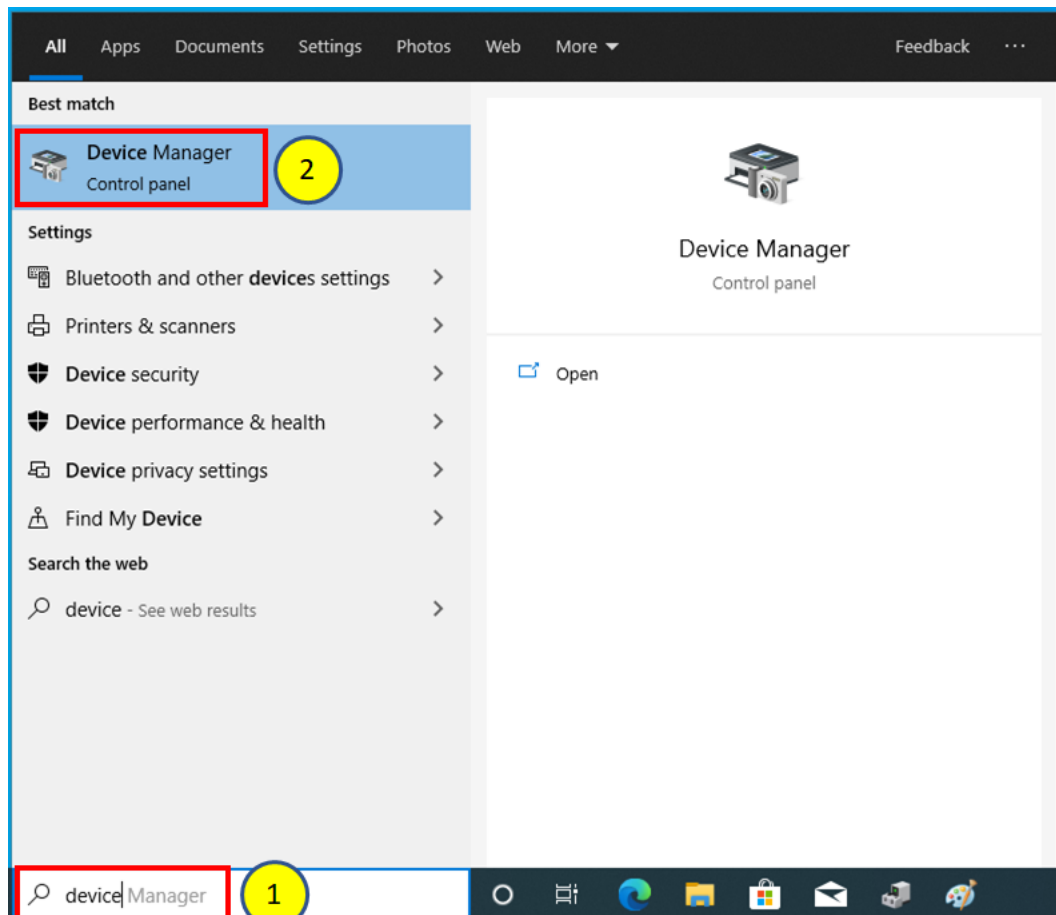 All Apps Documents Settings Photos Web More Feedback ...
Best match
Device Manager
Control panel
2
Settings
Bluetooth and other devices settings
Printers & scanners
Device security
Device performance & health
Device privacy settings
Find My Device
Search the web
device - See web results
Device Manager
Control panel
Open
device Manager
1